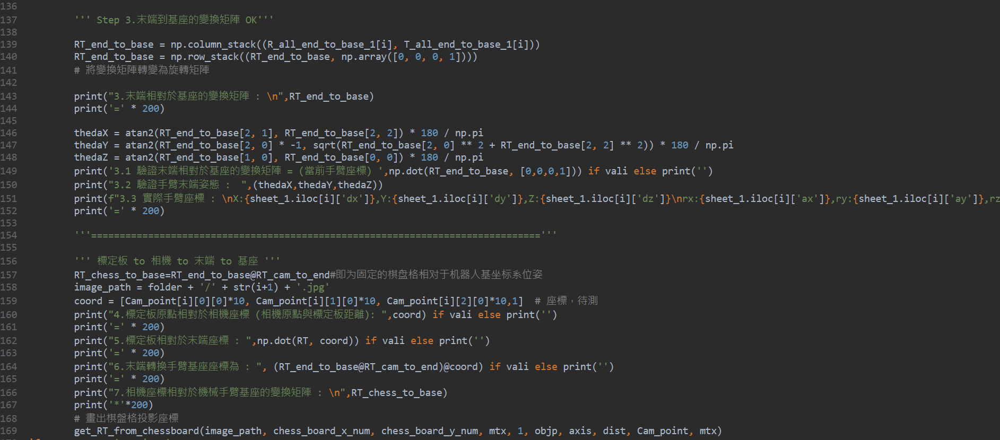 136
137 ''' Step 3.末端到基座的變換矩陣 OK'''
138
139 RT_end_to_base = np.column_stack((R_all_end_to_base_1[i], T_all_end_to_base_1[i]))
140 RT_end_to_base = np.row_stack((RT_end_to_base, np.array([0, 0, 0, 1])))
141 # 將變換矩陣轉變為旋轉矩陣
142
143 print("3.末端相對於基座的變換矩陣 : \n",RT_end_to_base)
144 print('=' * 200)
145
146 thedaX = atan2(RT_end_to_base[2, 1], RT_end_to_base[2, 2]) * 180 / np.pi
147 thedaY = atan2(RT_end_to_base[2, 0] * -1, sqrt(RT_end_to_base[2, 0] ** 2 + RT_end_to_base[2, 2] ** 2)) * 180 / np.pi
148 thedaZ = atan2(RT_end_to_base[1, 0], RT_end_to_base[0, 0]) * 180 / np.pi
149 print('3.1 驗證末端相對於基座的變換矩陣 = (當前手臂座標) ',np.dot(RT_end_to_base, [0,0,0,1])) if vali else print('')
150 print("3.2 驗證手臂末端姿態 :  ",(thedaX,thedaY,thedaZ))
151 print(f"3.3 實際手臂座標 : \nX:{sheet_1.iloc[i]['dx']},Y:{sheet_1.iloc[i]['dy']},Z:{sheet_1.iloc[i]['dz']}\nrx:{sheet_1.iloc[i]['ax']},ry:{sheet_1.iloc[i]['ay']},rz
152 print('=' * 200)
153
154 '''==============================================================================='''
155
156 ''' 標定板 to 相機 to 末端 to 基座 '''
157 RT_chess_to_base=RT_end_to_base@RT_cam_to_end#即为固定的棋盘格相对于机器人基坐标系位姿
158 image_path = folder + '/' + str(i+1) + '.jpg'
159 coord = [Cam_point[i][0][0]*10, Cam_point[i][1][0]*10, Cam_point[i][2][0]*10,1]  # 座標，待測
160 print("4.標定板原點相對於相機座標 (相機原點與標定板距離): ",coord) if vali else print('')
161 print('=' * 200)
162 print("5.標定板相對於末端座標 : ",np.dot(RT, coord)) if vali else print('')
163 print('=' * 200)
164 print("6.末端轉換手臂基座座標為 : ", (RT_end_to_base@RT_cam_to_end)@coord) if vali else print('')
165 print('=' * 200)
166 print("7.相機座標相對於機械手臂基座的變換矩陣 : \n",RT_chess_to_base)
167 print('*'*200)
168 # 畫出棋盤格投影座標
169 get_RT_from_chessboard(image_path, chess_board_x_num, chess_board_y_num, mtx, 1, objp, axis, dist, Cam_point, mtx)